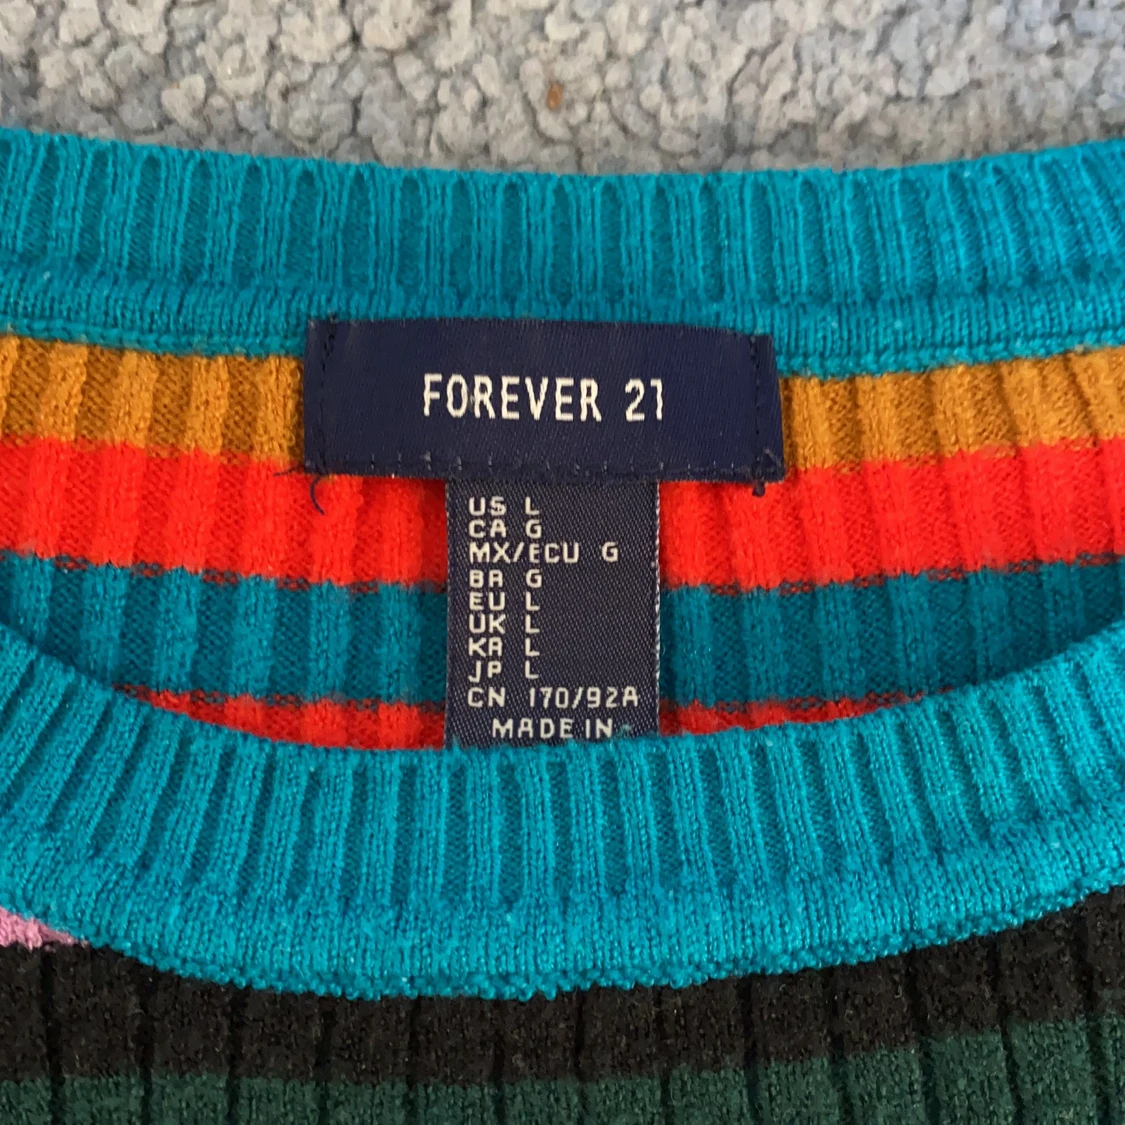 FOREVER 21
US L
CA G
MX/ECU G
BR G
EU L
UK L
KR L
JP L
CN 170/92A
MADE IN